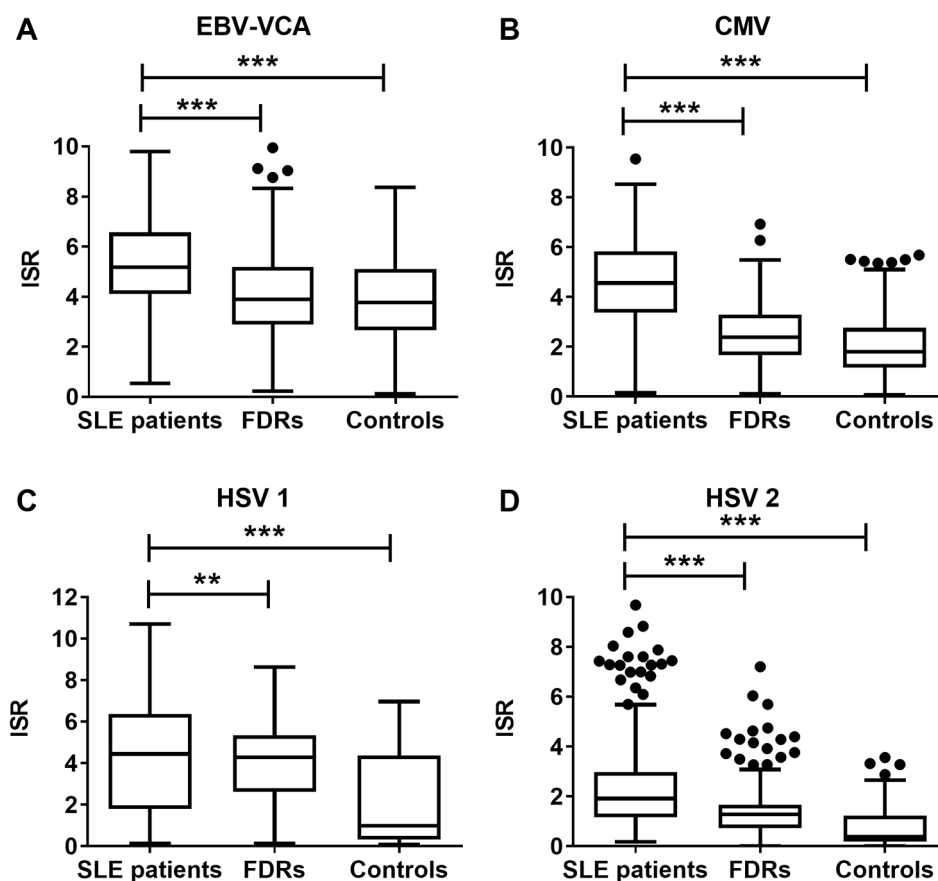 A EBV-VCA
***
***
10
8
6
4
2
0
ISR
SLE patients FDRs Controls
B CMV
***
***
10
8
6
4
2
0
ISR
SLE patients FDRs Controls
C HSV 1
***
**
12
10
8
6
4
2
0
ISR
SLE patients FDRs Controls
D HSV 2
***
***
10
8
6
4
2
0
ISR
SLE patients FDRs Controls